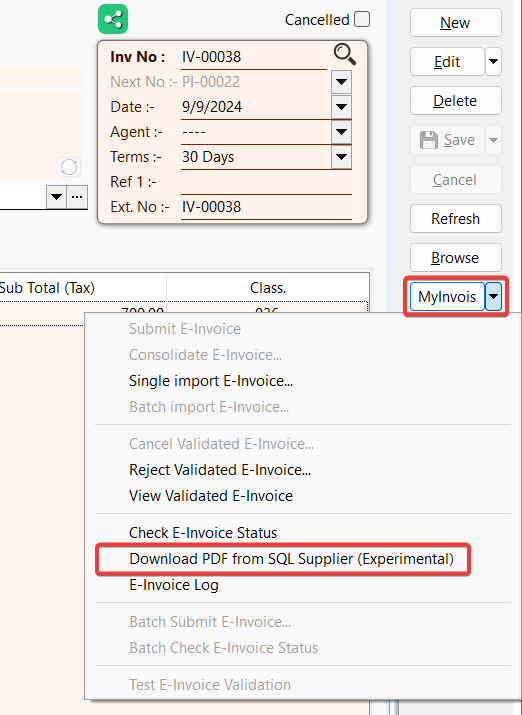 Cancelled
New
Inv No : IV-00038
Next No :- PI-00022
Edit
Date :- 9/9/2024
Delete
Agent :- ----
Save
Terms :- 30 Days
Cancel
Ref 1 :-
Ext. No :- IV-00038
Refresh
Browse
Sub Total (Tax) Class.
MyInvois
Submit E-Invoice
Consolidate E-Invoice...
Single import E-Invoice...
Batch import E-Invoice...
Cancel Validated E-Invoice...
Reject Validated E-Invoice...
View Validated E-Invoice
Check E-Invoice Status
Download PDF from SQL Supplier (Experimental)
E-Invoice Log
Batch Submit E-Invoice...
Batch Check E-Invoice Status
Test E-Invoice Validation